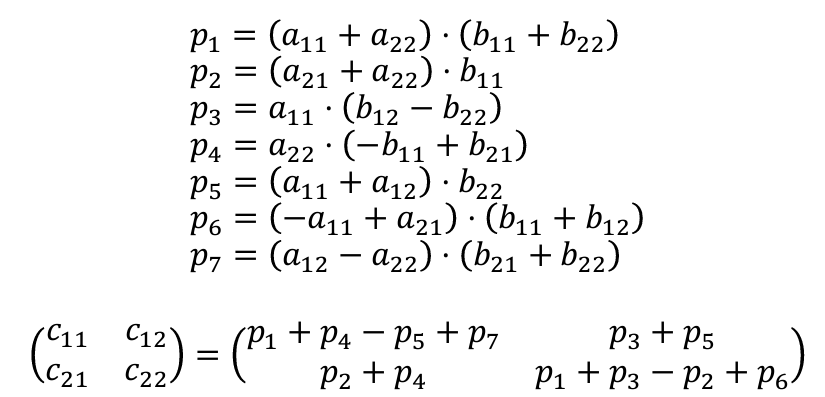 p₁ = (a₁₁ + a₂₂) · (b₁₁ + b₂₂)
p₂ = (a₂₁ + a₂₂) · b₁₁
p₃ = a₁₁ · (b₁₂ − b₂₂)
p₄ = a₂₂ · (−b₁₁ + b₂₁)
p₅ = (a₁₁ + a₁₂) · b₂₂
p₆ = (−a₁₁ + a₂₁) · (b₁₁ + b₁₂)
p₇ = (a₁₂ − a₂₂) · (b₂₁ + b₂₂)
(c₁₁ c₁₂) = (p₁ + p₄ − p₅ + p₇ p₃ + p₅)
(c₂₁ c₂₂) (p₂ + p₄ p₁ + p₃ − p₂ + p₆)